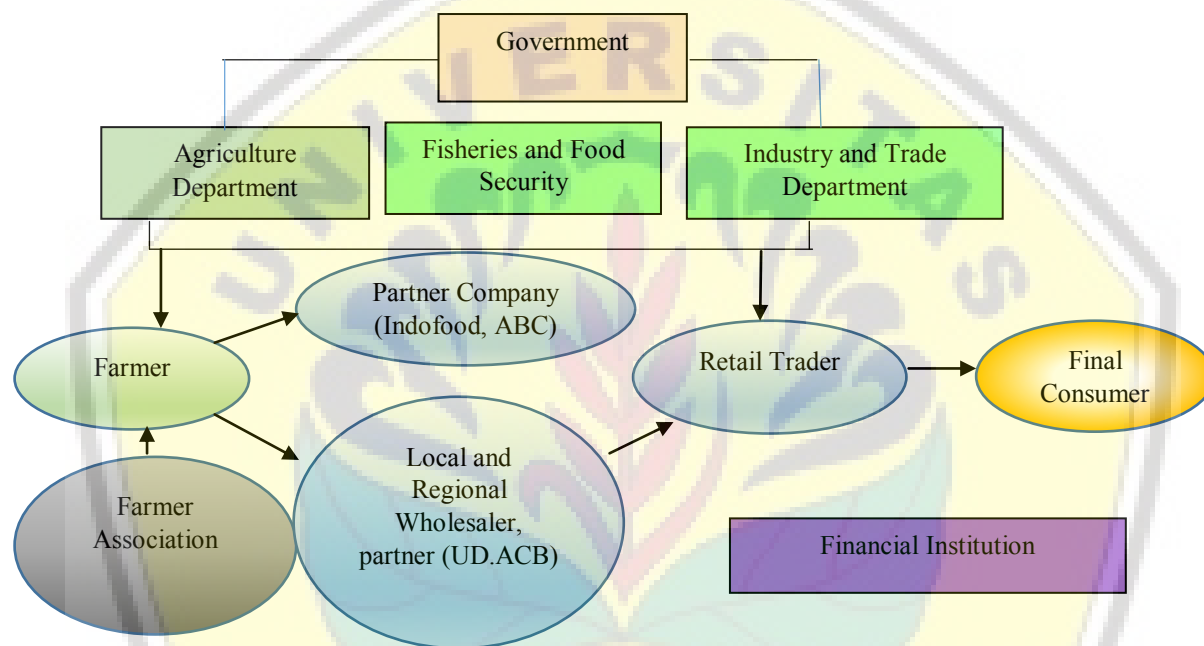 Government
UNIVERSITAS
Agriculture
Department
Fisheries and Food
Security
Industry and Trade
Department
Partner Company
(Indofood, ABC)
Farmer
Retail Trader
Final
Consumer
Local and
Regional
Wholesaler,
partner (UD.ACB)
Farmer
Association
Financial Institution